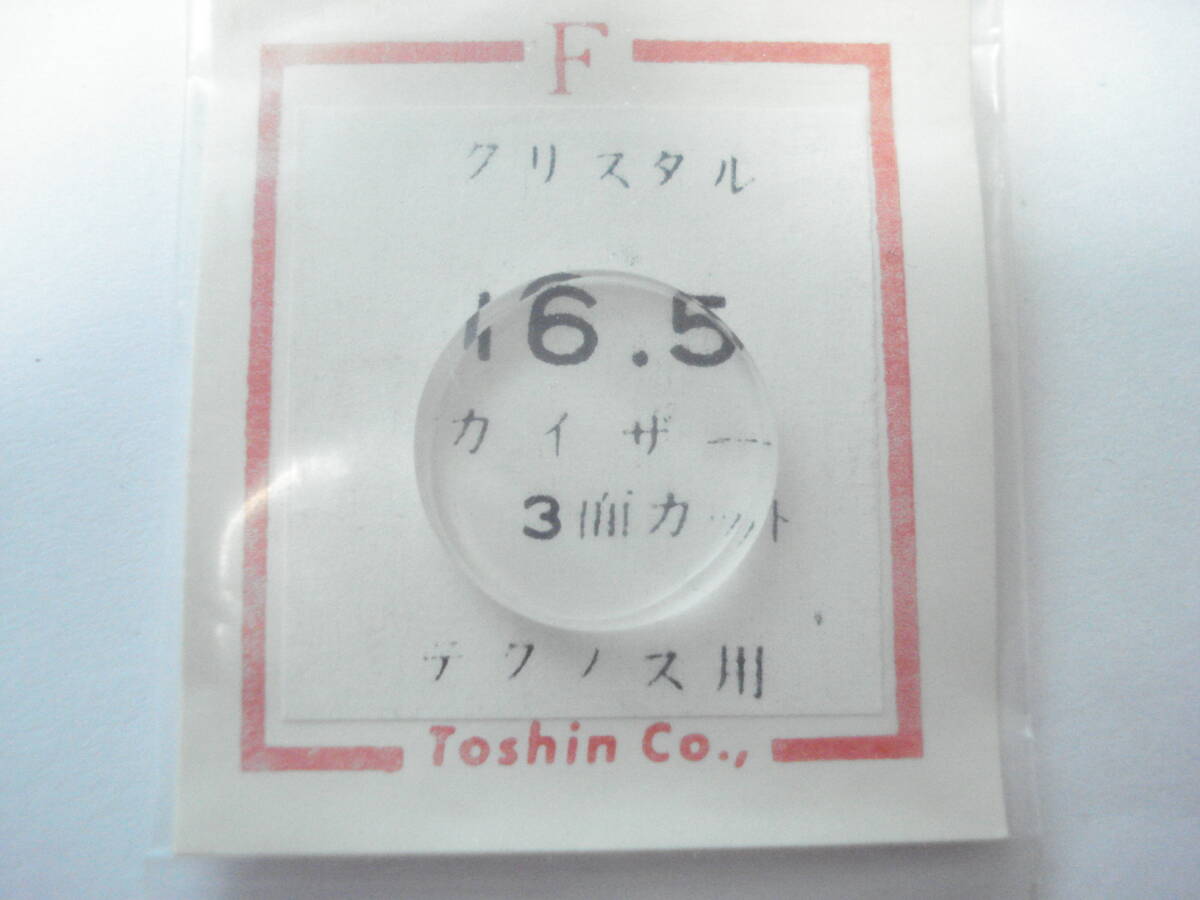 F
クリスタル
16.5
カイザー
3面カット
テクノス用
Toshin Co.,